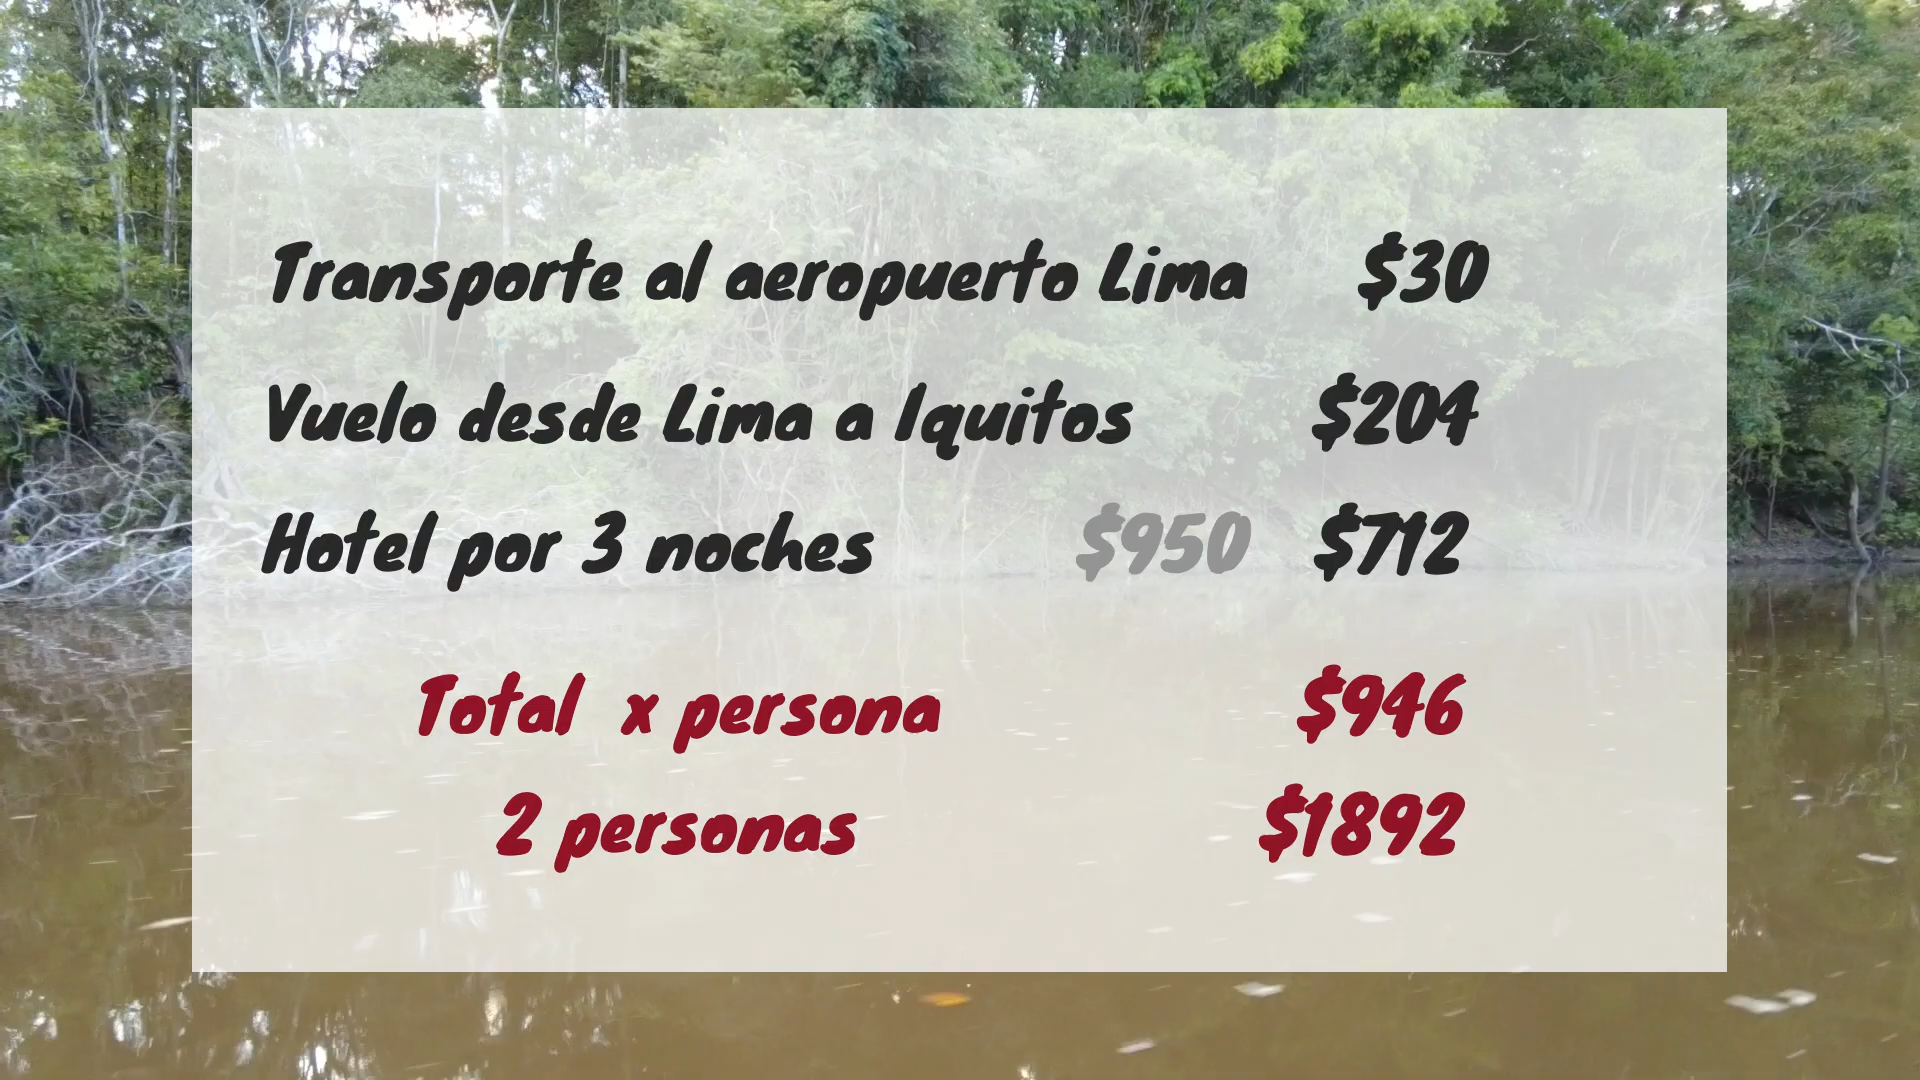 Transporte al aeropuerto Lima $30
Vuelo desde Lima a Iquitos $204
Hotel por 3 noches $950 $712
Total x persona $946
2 personas $1892